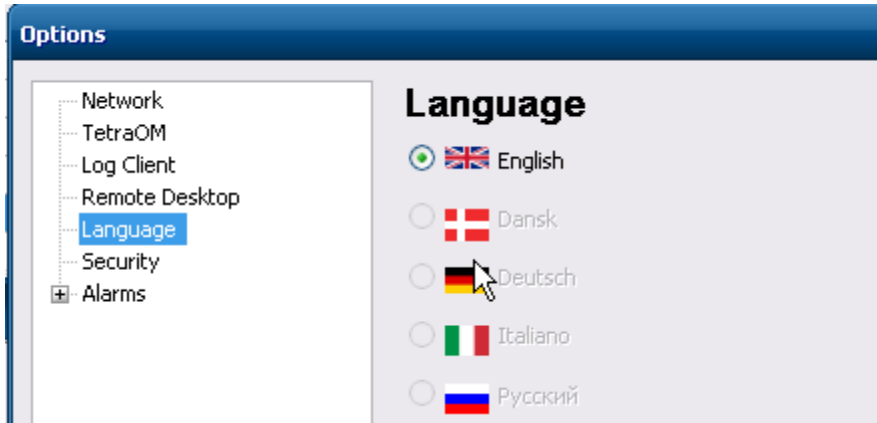 Options
Network
TetraOM
Log Client
Remote Desktop
Language
Security
Alarms
Language
English
Dansk
Deutsch
Italiano
Русский